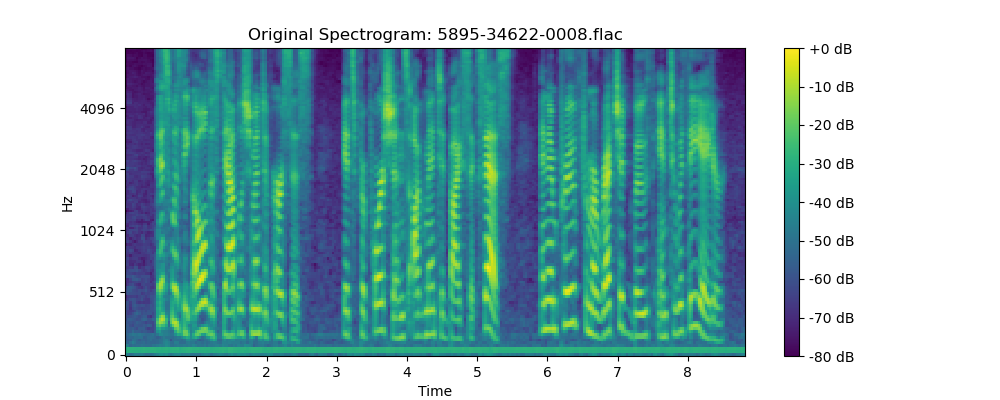 Original Spectrogram: 5895-34622-0008.flac
Hz
4096
2048
1024
512
0
0 1 2 3 4 5 6 7 8
Time
+0 dB
-10 dB
-20 dB
-30 dB
-40 dB
-50 dB
-60 dB
-70 dB
-80 dB